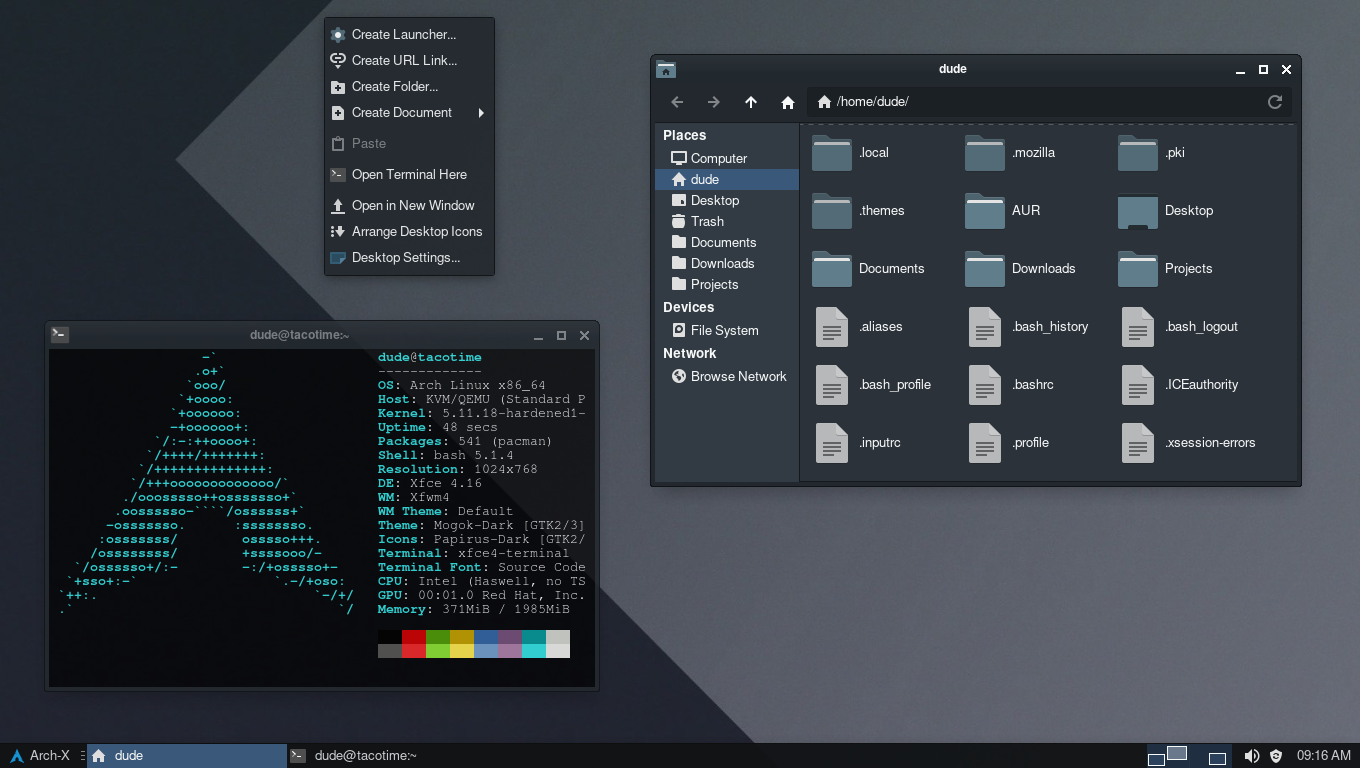 Create Launcher...
Create URL Link...
Create Folder...
Create Document
Paste
Open Terminal Here
Open in New Window
Arrange Desktop Icons
Desktop Settings...
dude
/home/dude/
Places
Computer
dude
Desktop
Trash
Documents
Downloads
Projects
Devices
File System
Network
Browse Network
.local
.mozilla
.pki
.themes
AUR
Desktop
Documents
Downloads
Projects
.aliases
.bash_history
.bash_logout
.bash_profile
.bashrc
.ICEauthority
.inputrc
.profile
.xsession-errors
dude@tacotime:~
-` dude@tacotime
.o+` -------------
`ooo/ OS: Arch Linux x86_64
`+oooo: Host: KVM/QEMU (Standard P
`+oooooo: Kernel: 5.11.18-hardened1-
-+oooooo+: Uptime: 48 secs
`/:-:++oooo+: Packages: 541 (pacman)
`/++++/+++++++: Shell: bash 5.1.4
`/++++++++++++++: Resolution: 1024x768
`/+++ooooooooooooo/` DE: Xfce 4.16
./ooosssso++osssssso+` WM: Xfwm4
.oossssso-````/ossssss+` WM Theme: Default
-osssssso. :ssssssso. Theme: Mogok-Dark [GTK2/3]
:osssssss/ osssso+++. Icons: Papirus-Dark [GTK2/
/ossssssss/ +ssssooo/- Terminal: xfce4-terminal
`/ossssso+/:- -:/+osssso+- Terminal Font: Source Code
`+sso+:-` `.-/+oso: CPU: Intel (Haswell, no TS
`++:. `-/+/ GPU: 00:01.0 Red Hat, Inc.
.` `/ Memory: 371MiB / 1985MiB
Arch-X
dude
dude@tacotime:~
09:16 AM